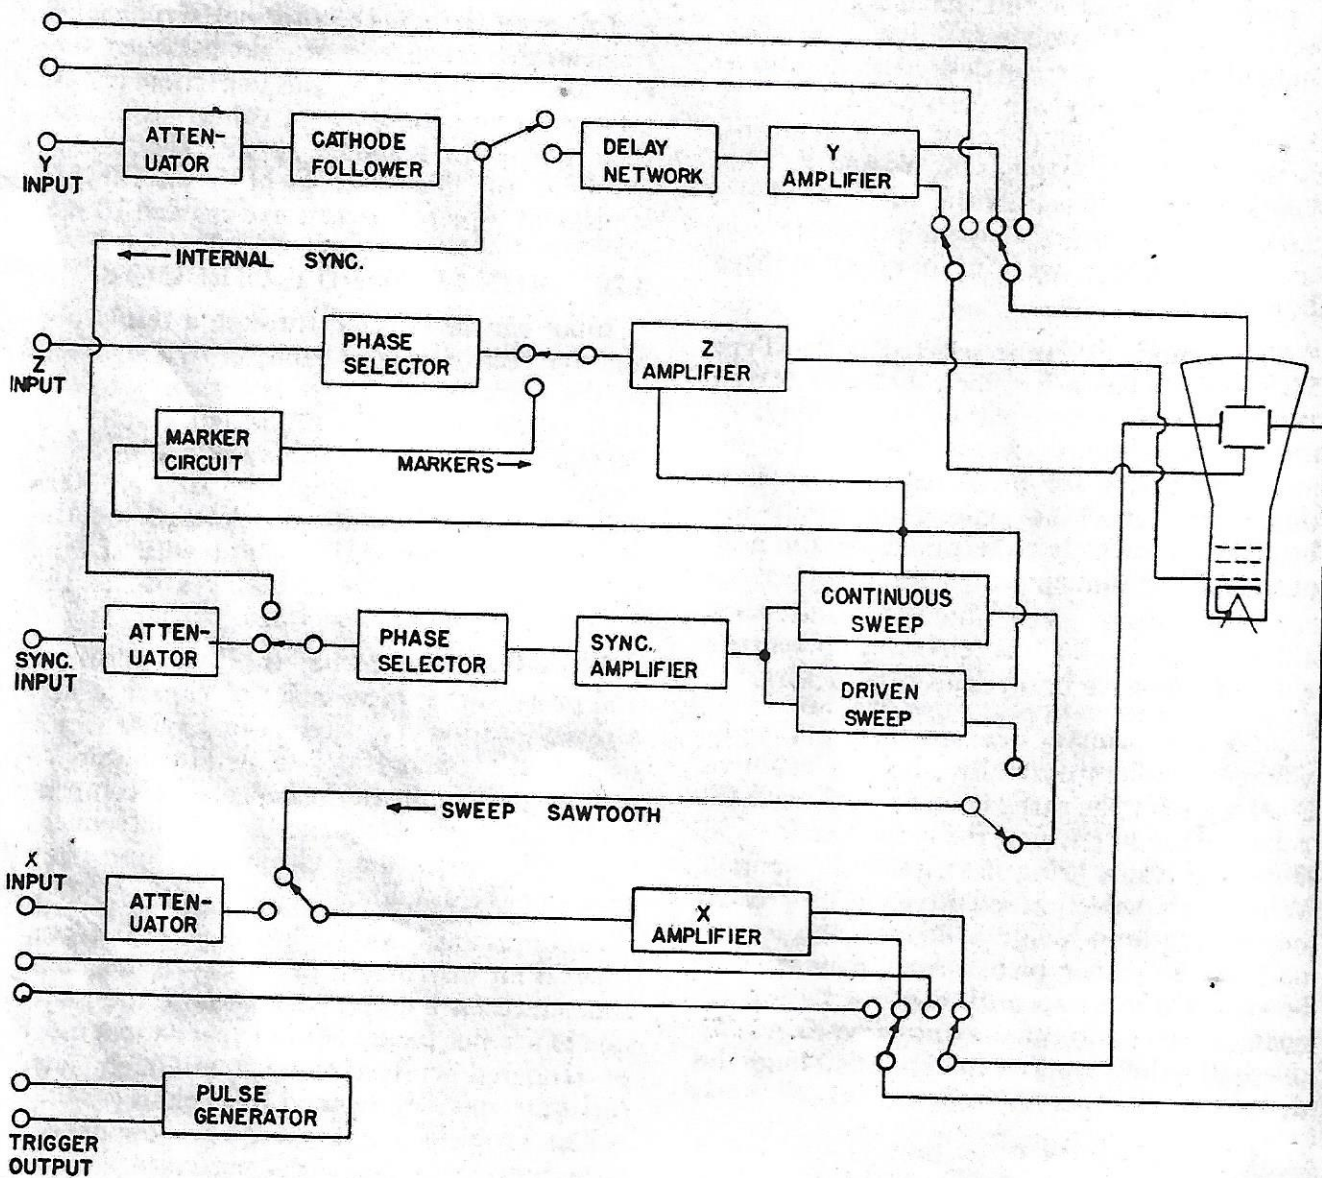 ATTEN-
UATOR
CATHODE
FOLLOWER
DELAY
NETWORK
Y
AMPLIFIER
Y
INPUT
INTERNAL SYNC.
PHASE
SELECTOR
Z
AMPLIFIER
Z
INPUT
MARKER
CIRCUIT
MARKERS
CONTINUOUS
SWEEP
ATTEN-
UATOR
PHASE
SELECTOR
SYNC.
AMPLIFIER
SYNC.
INPUT
DRIVEN
SWEEP
SWEEP SAWTOOTH
X
INPUT
ATTEN-
UATOR
X
AMPLIFIER
PULSE
GENERATOR
TRIGGER
OUTPUT